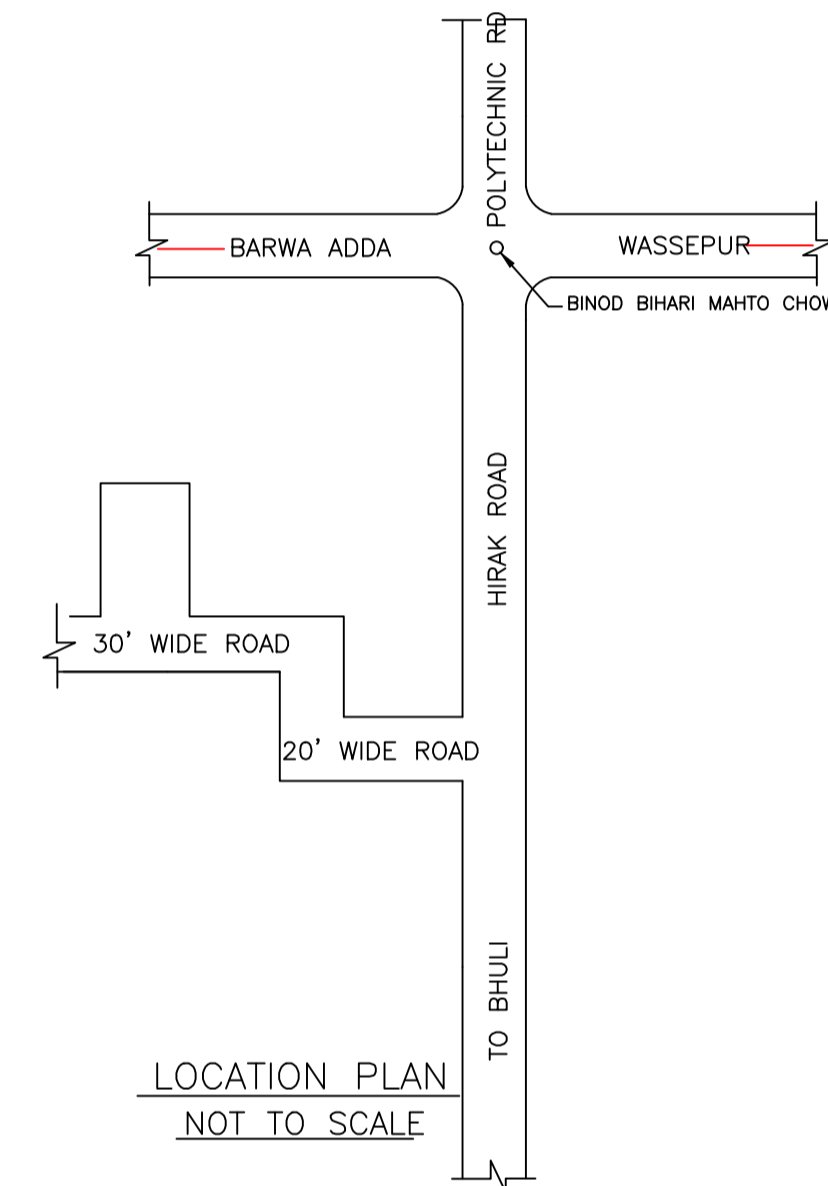 POLYTECHNIC RD
BARWA ADDA
WASSEPUR
BINOD BIHARI MAHTO CHOW
HIRAK ROAD
30' WIDE ROAD
20' WIDE ROAD
TO BHULI
LOCATION PLAN
NOT TO SCALE